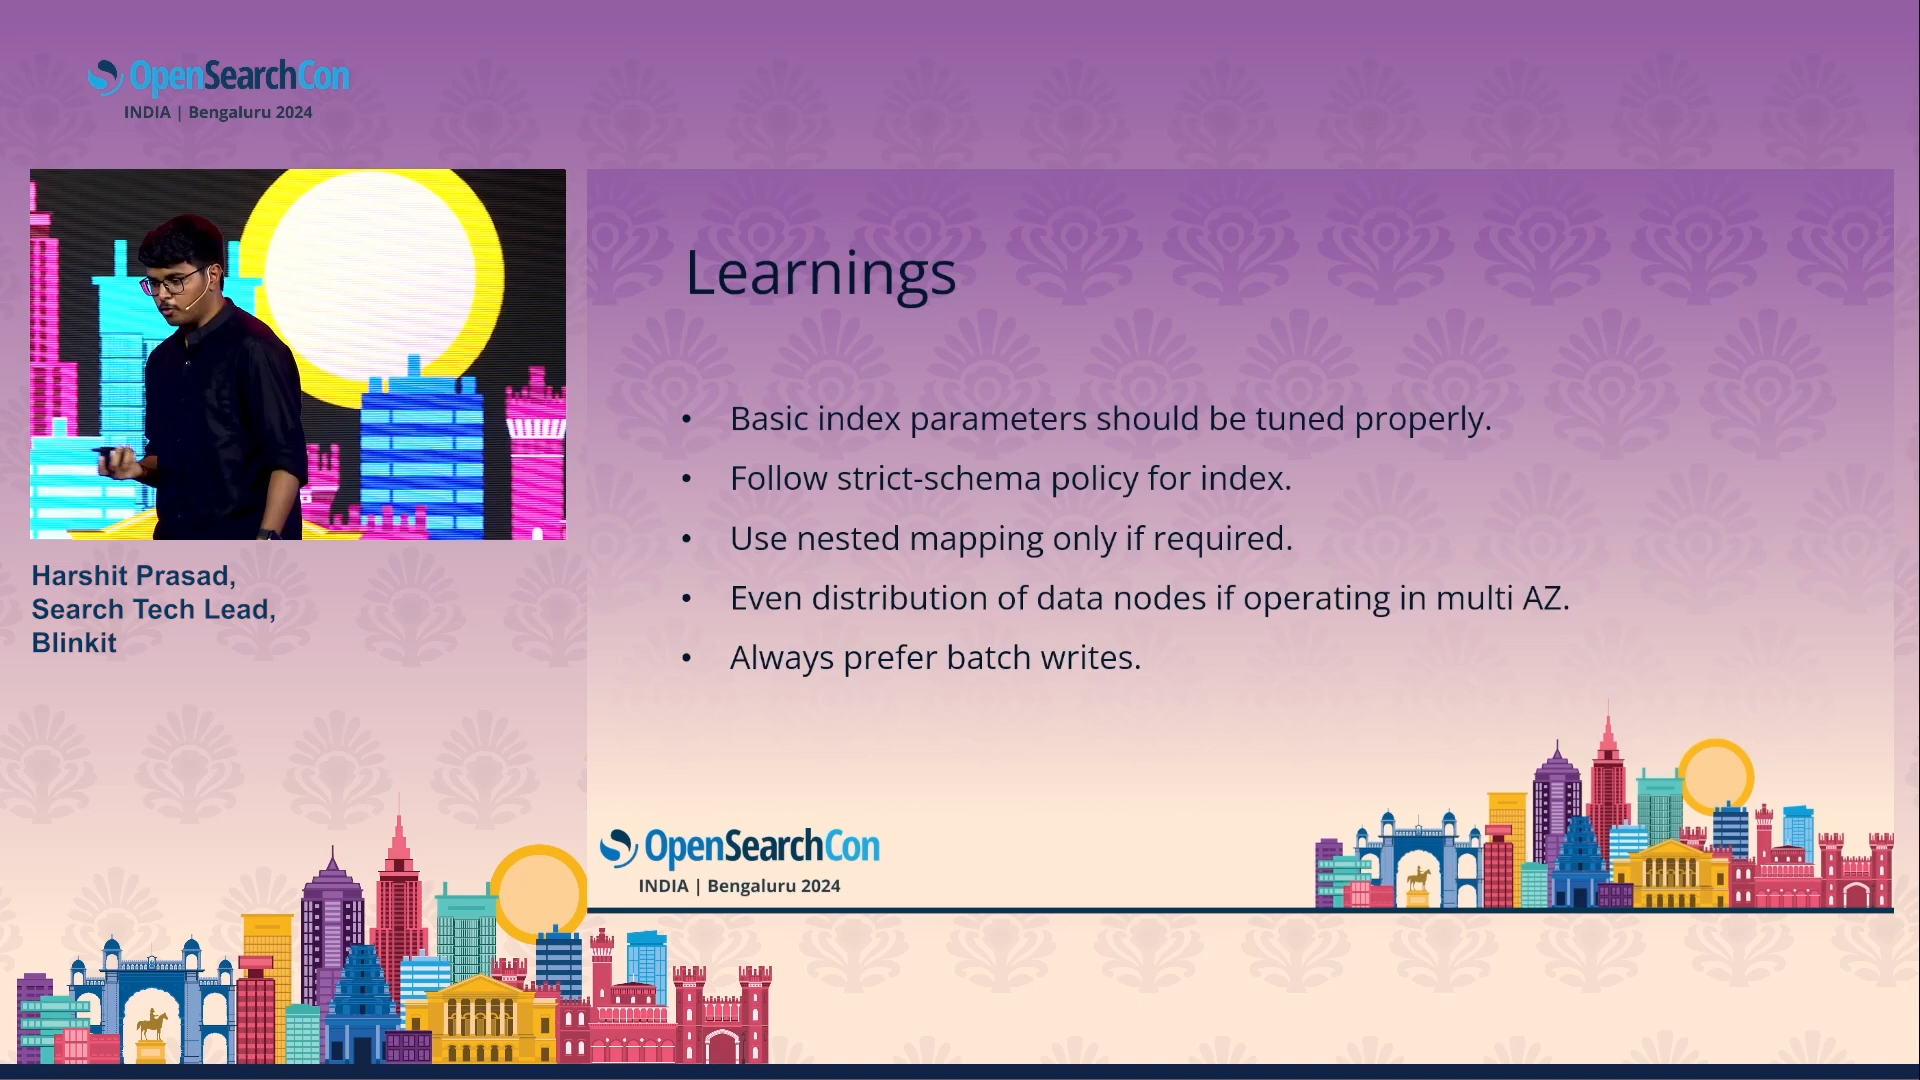 OpenSearchCon
INDIA | Bengaluru 2024
Harshit Prasad,
Search Tech Lead,
Blinkit
Learnings
• Basic index parameters should be tuned properly.
• Follow strict-schema policy for index.
• Use nested mapping only if required.
• Even distribution of data nodes if operating in multi AZ.
• Always prefer batch writes.
OpenSearchCon
INDIA | Bengaluru 2024